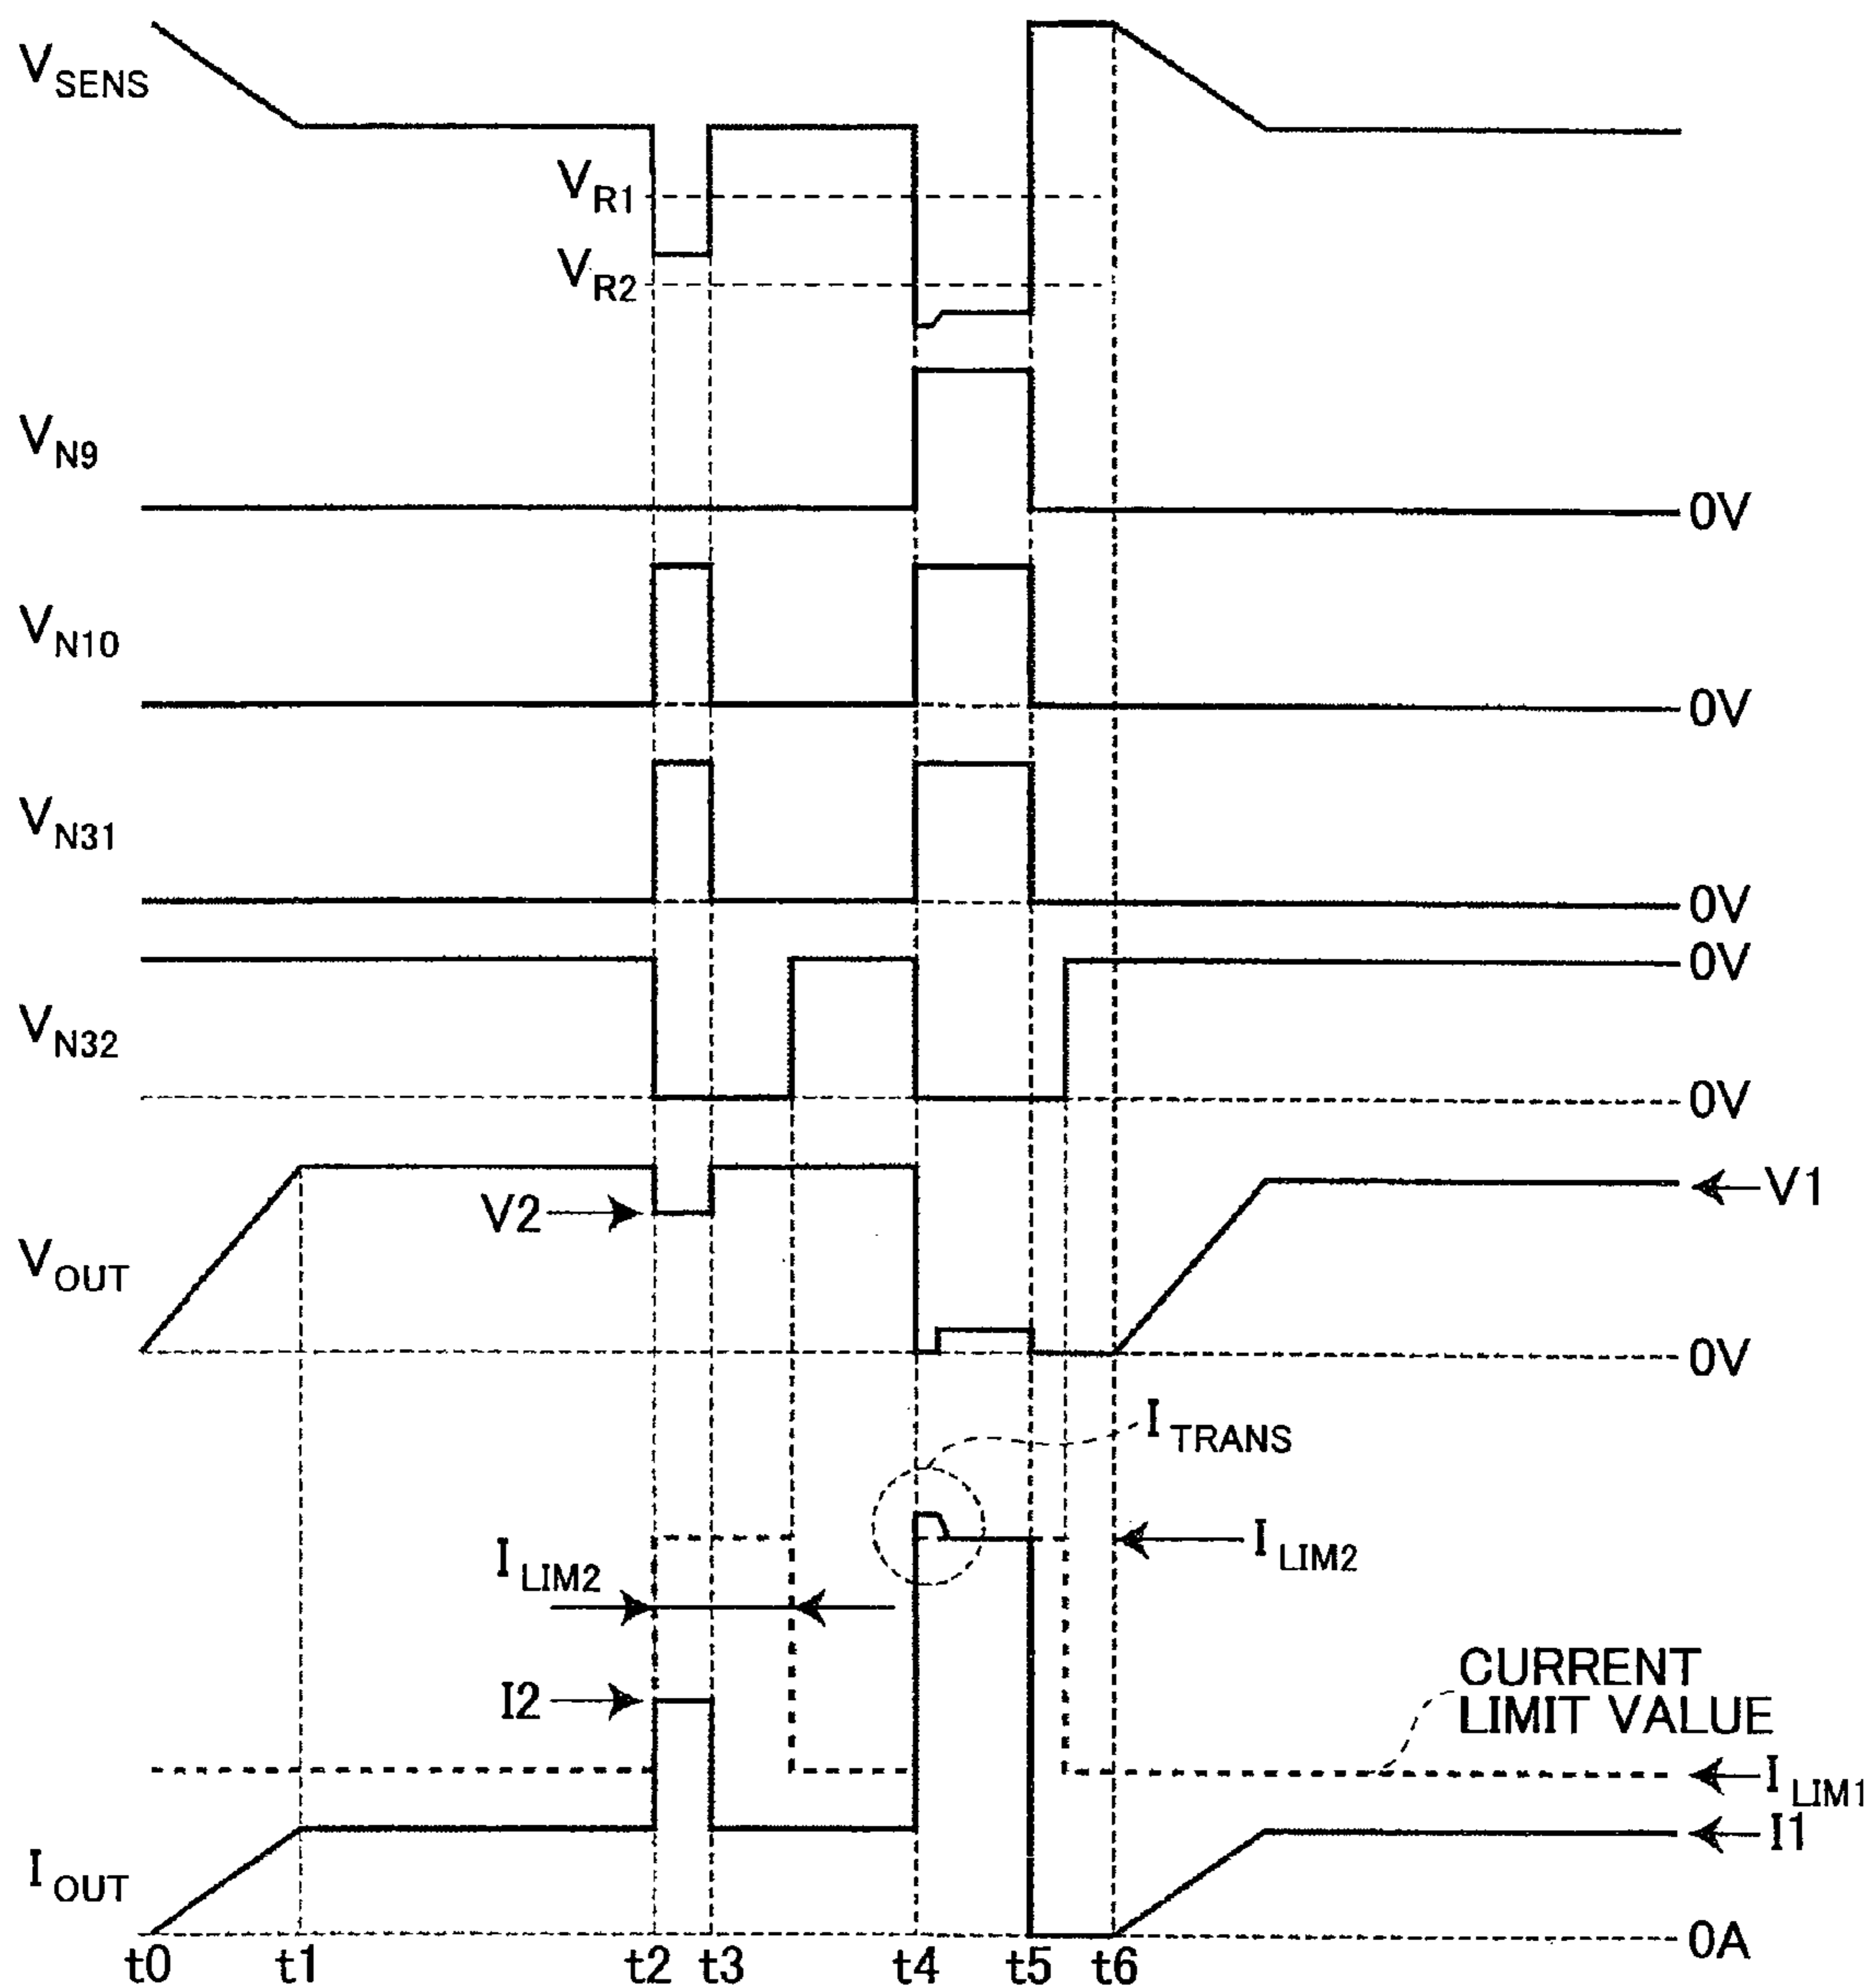 VSENS
VR1
VR2
VN9
0V
VN10
0V
VN31
0V
0V
VN32
0V
V2
V1
VOUT
0V
ITRANS
ILIM2
ILIM2
I2
CURRENT
LIMIT VALUE
ILIM1
I1
IOUT
0A
t0 t1 t2 t3 t4 t5 t6